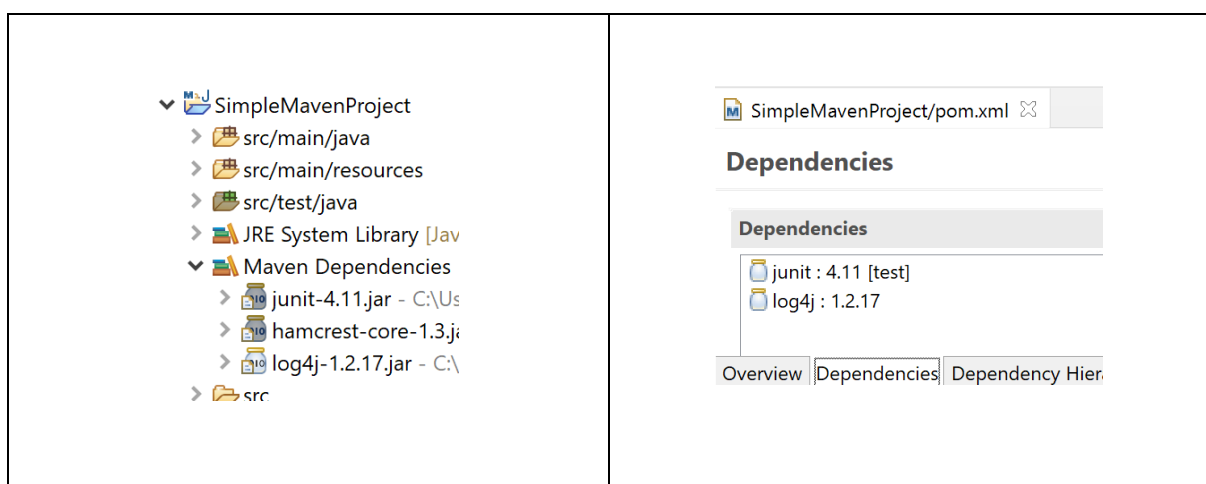 SimpleMavenProject
src/main/java
src/main/resources
src/test/java
JRE System Library [Jav
Maven Dependencies
junit-4.11.jar - C:\Us
hamcrest-core-1.3.ja
log4j-1.2.17.jar - C:\
src
SimpleMavenProject/pom.xml
Dependencies
Dependencies
junit : 4.11 [test]
log4j : 1.2.17
Overview Dependencies Dependency Hiera